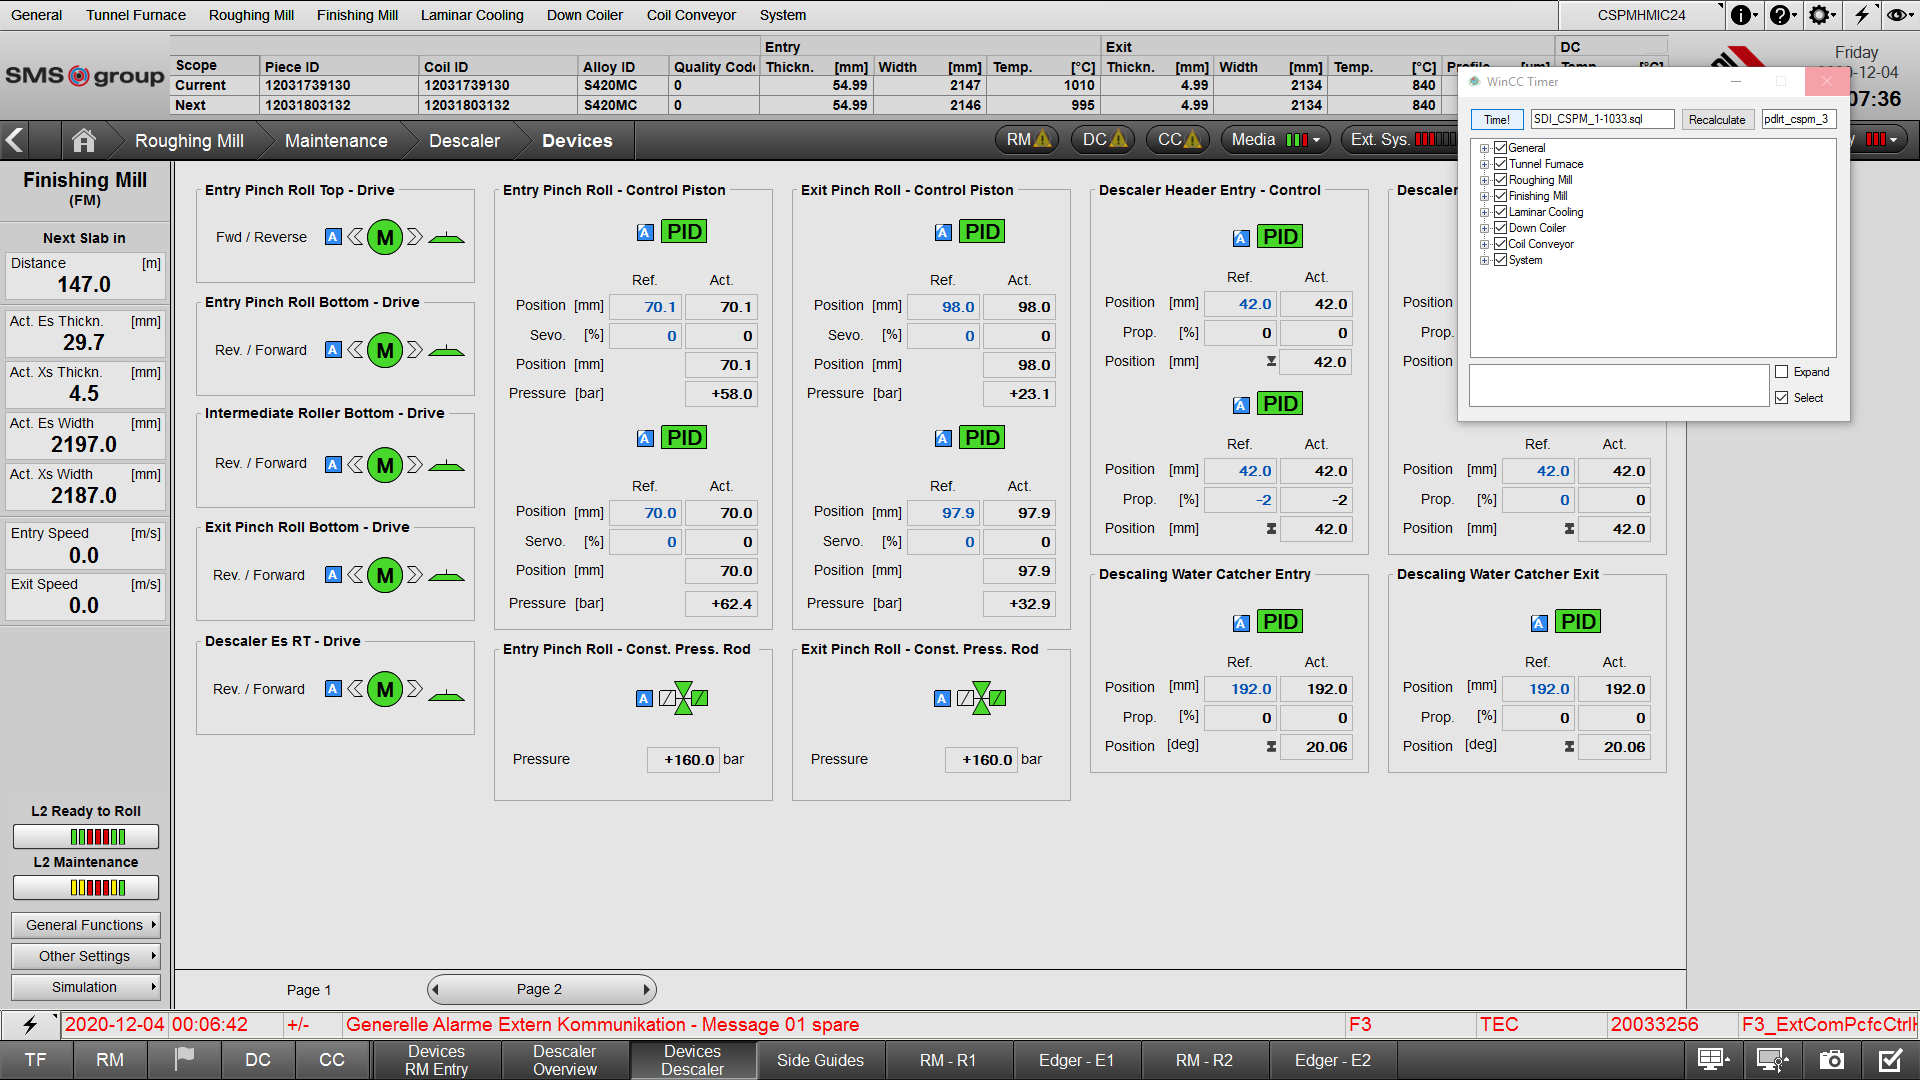 General Tunnel Furnace Roughing Mill Finishing Mill Laminar Cooling Down Coiler Coil Conveyor System CSPMHMIC24
SMS group
Entry Exit DC
Scope Piece ID Coil ID Alloy ID Quality Code Thickn. [mm] Width [mm] Temp. [°C] Thickn. [mm] Width [mm] Temp. [°C]
Current 12031739130 12031739130 S420MC 0 54.99 2147 1010 4.99 2134 840
Next 12031803132 12031803132 S420MC 0 54.99 2146 995 4.99 2134 840
Friday
-12-04
07:36
Roughing Mill Maintenance Descaler Devices RM DC CC Media Ext. Sys.
WinCC Timer
Time! SDI_CSPM_1-1033.sql Recalculate pdlrt_cspm_3
General
Tunnel Furnace
Roughing Mill
Finishing Mill
Laminar Cooling
Down Coiler
Coil Conveyor
System
Expand
Select
Finishing Mill
(FM)
Next Slab in
Distance [m]
147.0
Act. Es Thickn. [mm]
29.7
Act. Xs Thickn. [mm]
4.5
Act. Es Width [mm]
2197.0
Act. Xs Width [mm]
2187.0
Entry Speed [m/s]
0.0
Exit Speed [m/s]
0.0
L2 Ready to Roll
L2 Maintenance
General Functions
Other Settings
Simulation
Entry Pinch Roll Top - Drive
Fwd / Reverse A M
Entry Pinch Roll Bottom - Drive
Rev. / Forward A M
Intermediate Roller Bottom - Drive
Rev. / Forward A M
Exit Pinch Roll Bottom - Drive
Rev. / Forward A M
Descaler Es RT - Drive
Rev. / Forward A M
Entry Pinch Roll - Control Piston
A PID
Ref. Act.
Position [mm] 70.1 70.1
Sevo. [%] 0 0
Position [mm] 70.1
Pressure [bar] +58.0
A PID
Ref. Act.
Position [mm] 70.0 70.0
Servo. [%] 0 0
Position [mm] 70.0
Pressure [bar] +62.4
Entry Pinch Roll - Const. Press. Rod
A
Pressure +160.0 bar
Exit Pinch Roll - Control Piston
A PID
Ref. Act.
Position [mm] 98.0 98.0
Sevo. [%] 0 0
Position [mm] 98.0
Pressure [bar] +23.1
A PID
Ref. Act.
Position [mm] 97.9 97.9
Servo. [%] 0 0
Position [mm] 97.9
Pressure [bar] +32.9
Exit Pinch Roll - Const. Press. Rod
A
Pressure +160.0 bar
Descaler Header Entry - Control
A PID
Ref. Act.
Position [mm] 42.0 42.0
Prop. [%] 0 0
Position [mm] 42.0
A PID
Ref. Act.
Position [mm] 42.0 42.0
Prop. [%] -2 -2
Position [mm] 42.0
Descaling Water Catcher Entry
A PID
Ref. Act.
Position [mm] 192.0 192.0
Prop. [%] 0 0
Position [deg] 20.06
Descaler
Position
Prop.
Position
Ref. Act.
Position [mm] 42.0 42.0
Prop. [%] 0 0
Position [mm] 42.0
Descaling Water Catcher Exit
A PID
Ref. Act.
Position [mm] 192.0 192.0
Prop. [%] 0 0
Position [deg] 20.06
Page 1 Page 2
2020-12-04 00:06:42 +/- Generelle Alarme Extern Kommunikation - Message 01 spare F3 TEC 20033256 F3_ExtComPcfcCtrl
TF RM DC CC Devices RM Entry Descaler Overview Devices Descaler Side Guides RM - R1 Edger - E1 RM - R2 Edger - E2